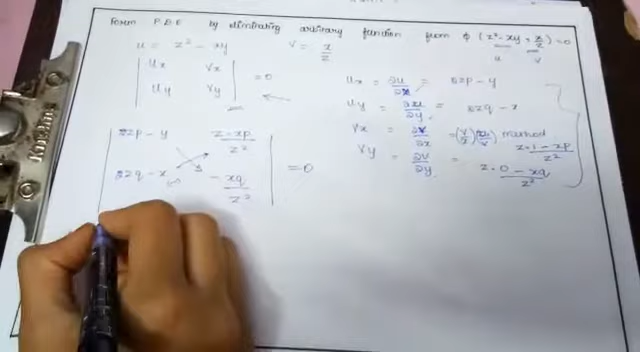 Form P.D.E by eliminating arbitrary function from φ (z² - xy, x/z) = 0
u = z² - xy v = x/z u v
| ux vx | = 0
| uy vy |
ux = ∂u/∂x = 2zp - y
uy = ∂u/∂y = 2zq - x
vx = ∂v/∂x = method z.1 - xp / z²
vy = ∂v/∂y = z.0 - xq / z²
| 2zp - y z - xp / z² |
| 2zq - x - xq / z² | = 0